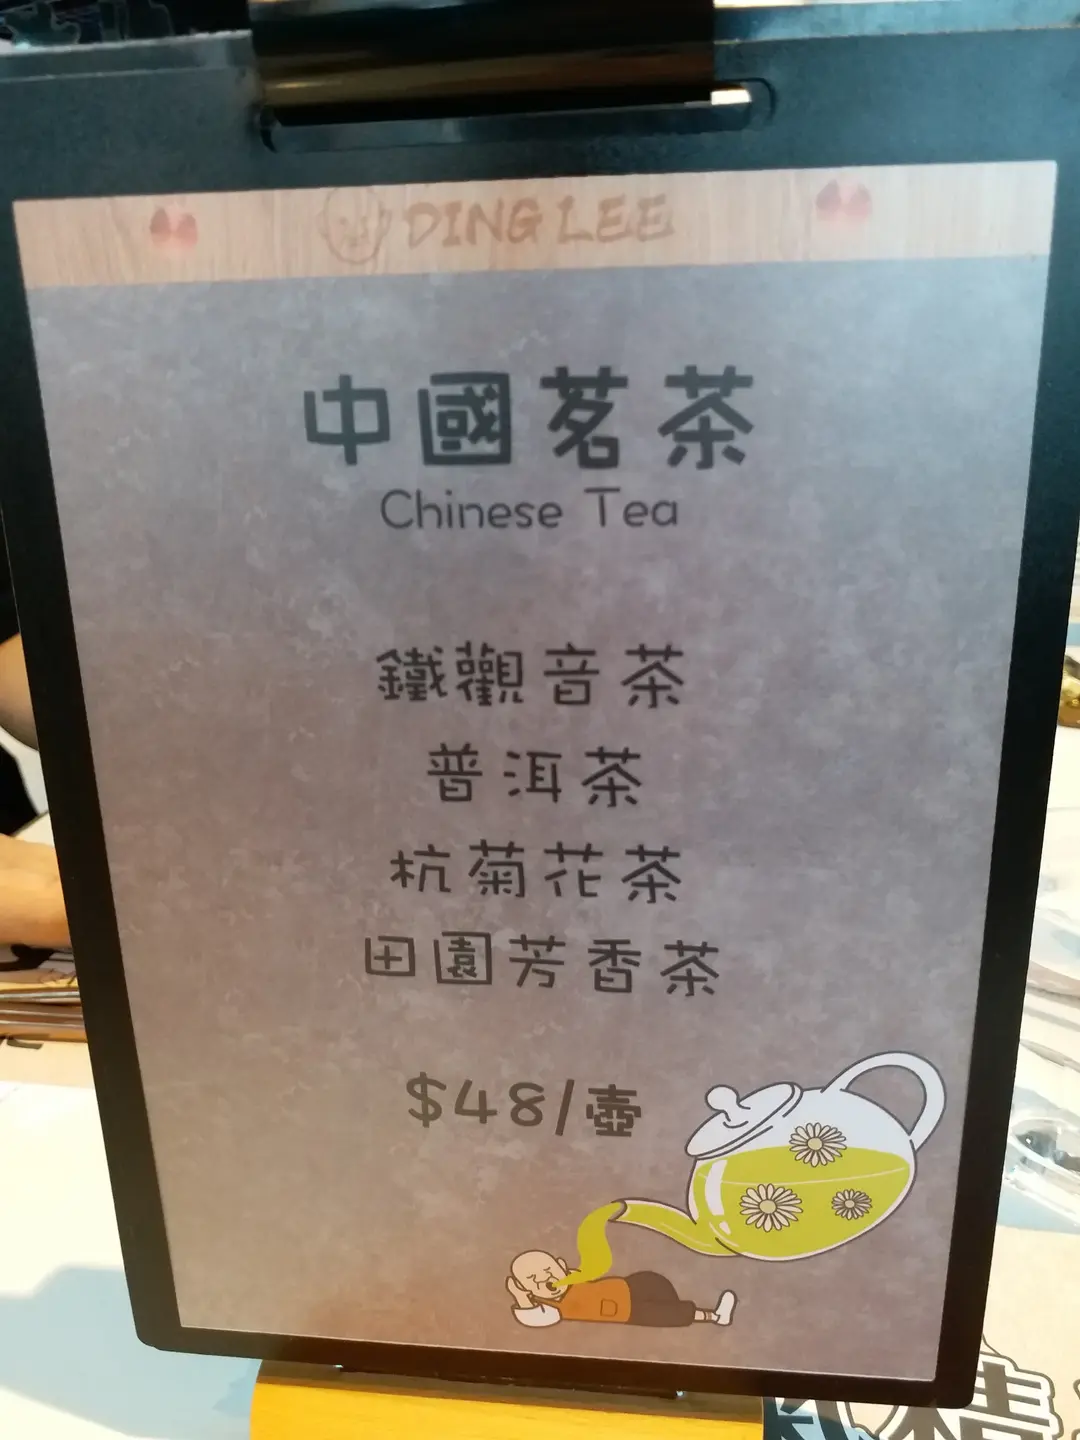 DING LEE
中國茗茶
Chinese Tea
鐵觀音茶
普洱茶
杭菊花茶
田園芳香茶
$48/壺
D